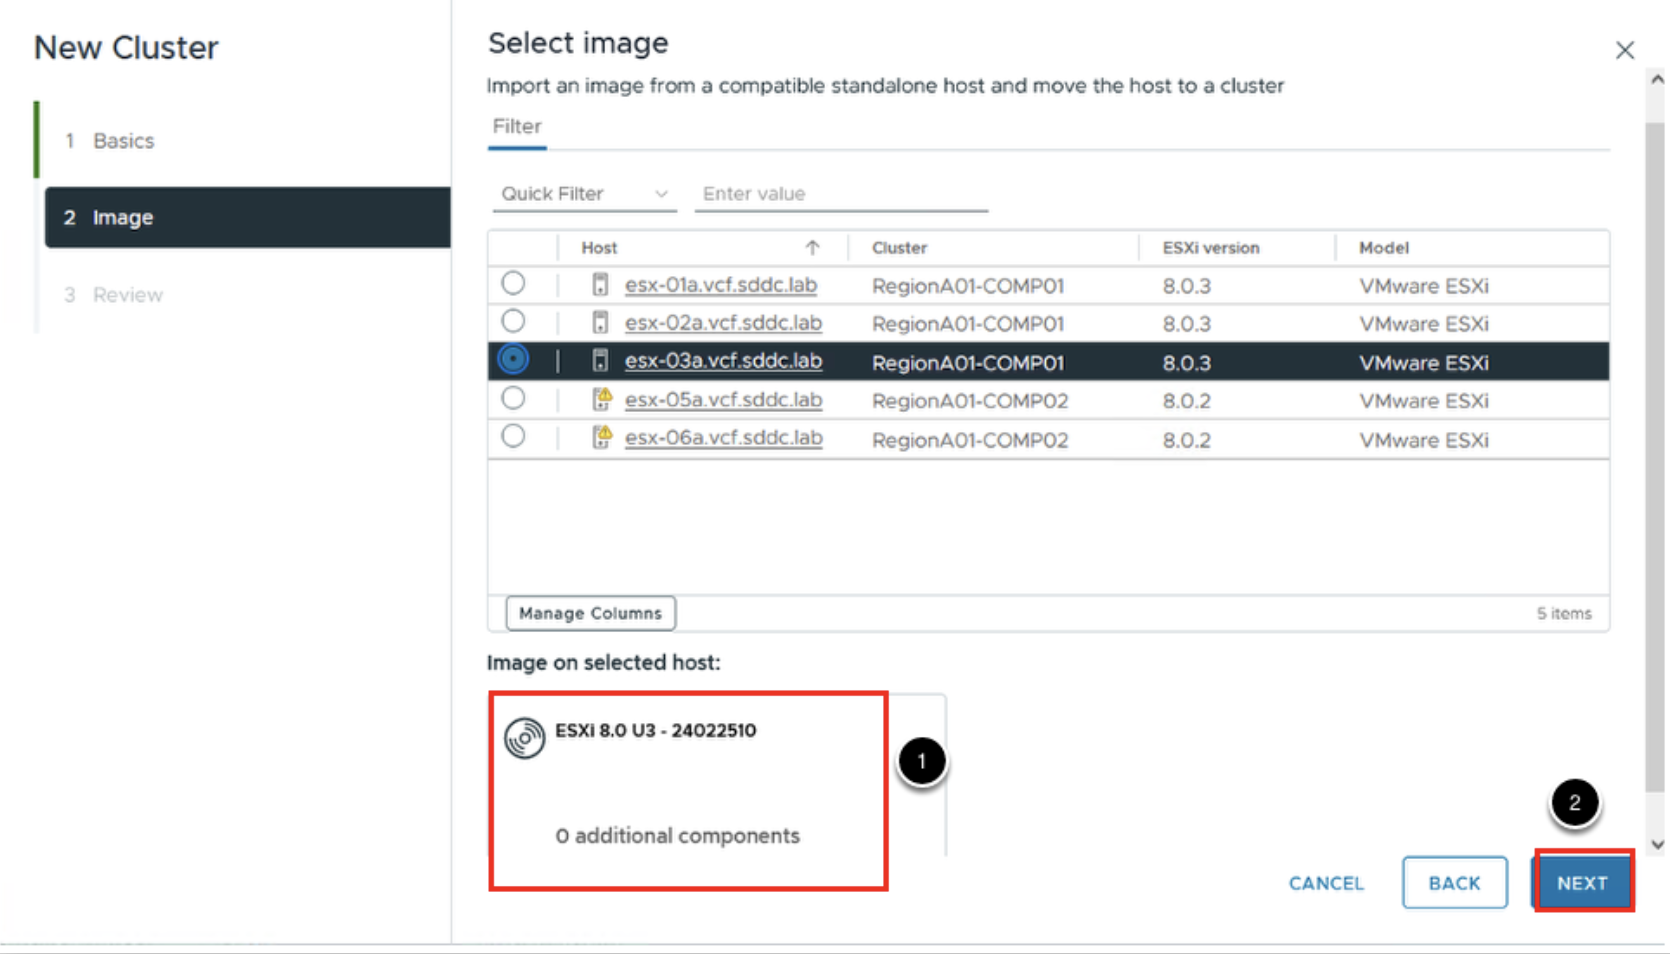 New Cluster
1 Basics
2 Image
3 Review
Select image
Import an image from a compatible standalone host and move the host to a cluster
Filter
Quick Filter Enter value
Host Cluster ESXi version Model
esx-01a.vcf.sddc.lab RegionA01-COMP01 8.0.3 VMware ESXi
esx-02a.vcf.sddc.lab RegionA01-COMP01 8.0.3 VMware ESXi
esx-03a.vcf.sddc.lab RegionA01-COMP01 8.0.3 VMware ESXi
esx-05a.vcf.sddc.lab RegionA01-COMP02 8.0.2 VMware ESXi
esx-06a.vcf.sddc.lab RegionA01-COMP02 8.0.2 VMware ESXi
Manage Columns 5 items
Image on selected host:
ESXi 8.0 U3 - 24022510
1
0 additional components
2
CANCEL BACK NEXT